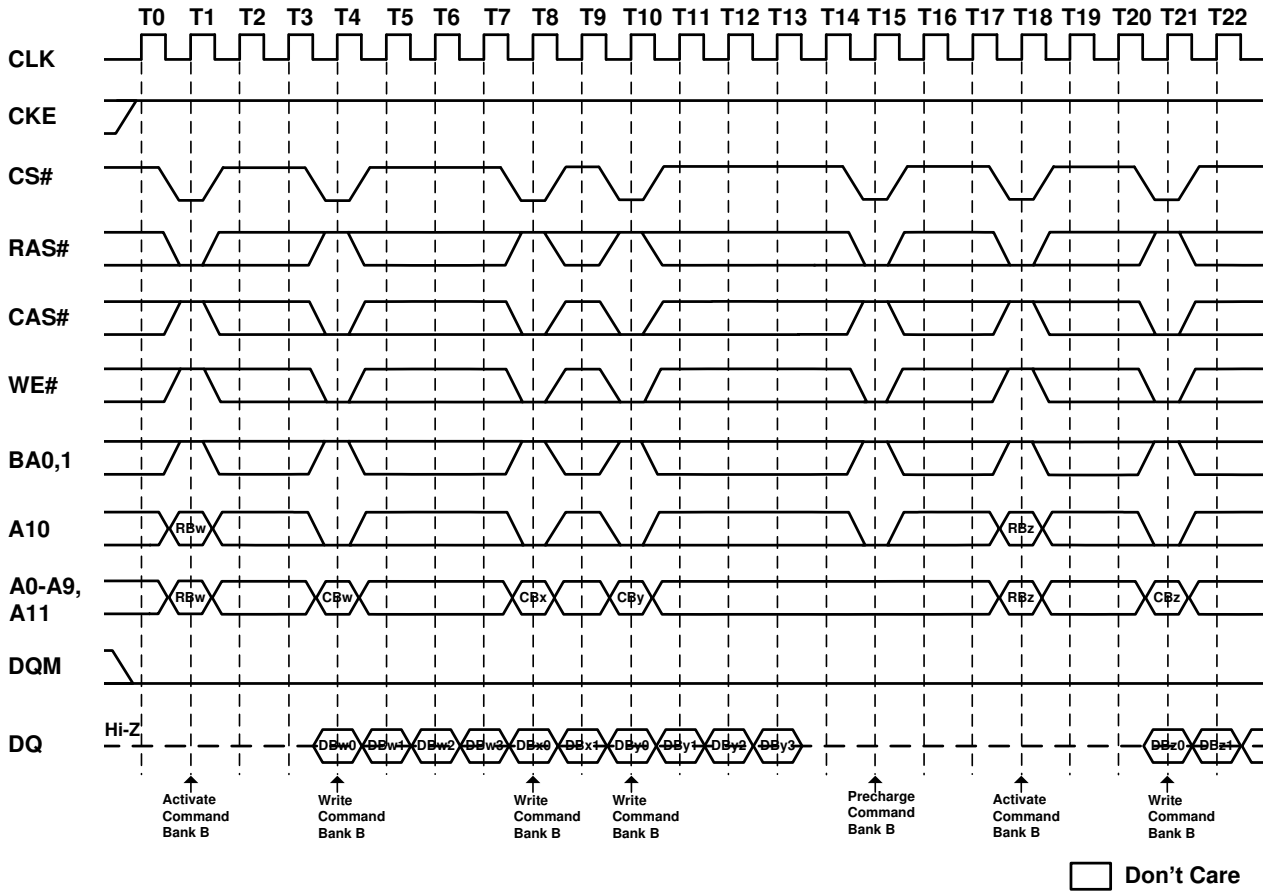 T0 T1 T2 T3 T4 T5 T6 T7 T8 T9 T10 T11 T12 T13 T14 T15 T16 T17 T18 T19 T20 T21 T22
CLK
CKE
CS#
RAS#
CAS#
WE#
BA0,1
A10 RBw RBz
A0-A9,
A11
RBw CBw CBx CBy RBz CBz
DQM
Hi-Z
DQ DBw0 DBw1 DBw2 DBw3 DBx0 DBx1 DBy0 DBy1 DBy2 DBy3 DBz0 DBz1
Activate
Command
Bank B
Write
Command
Bank B
Write
Command
Bank B
Write
Command
Bank B
Precharge
Command
Bank B
Activate
Command
Bank B
Write
Command
Bank B
Don't Care